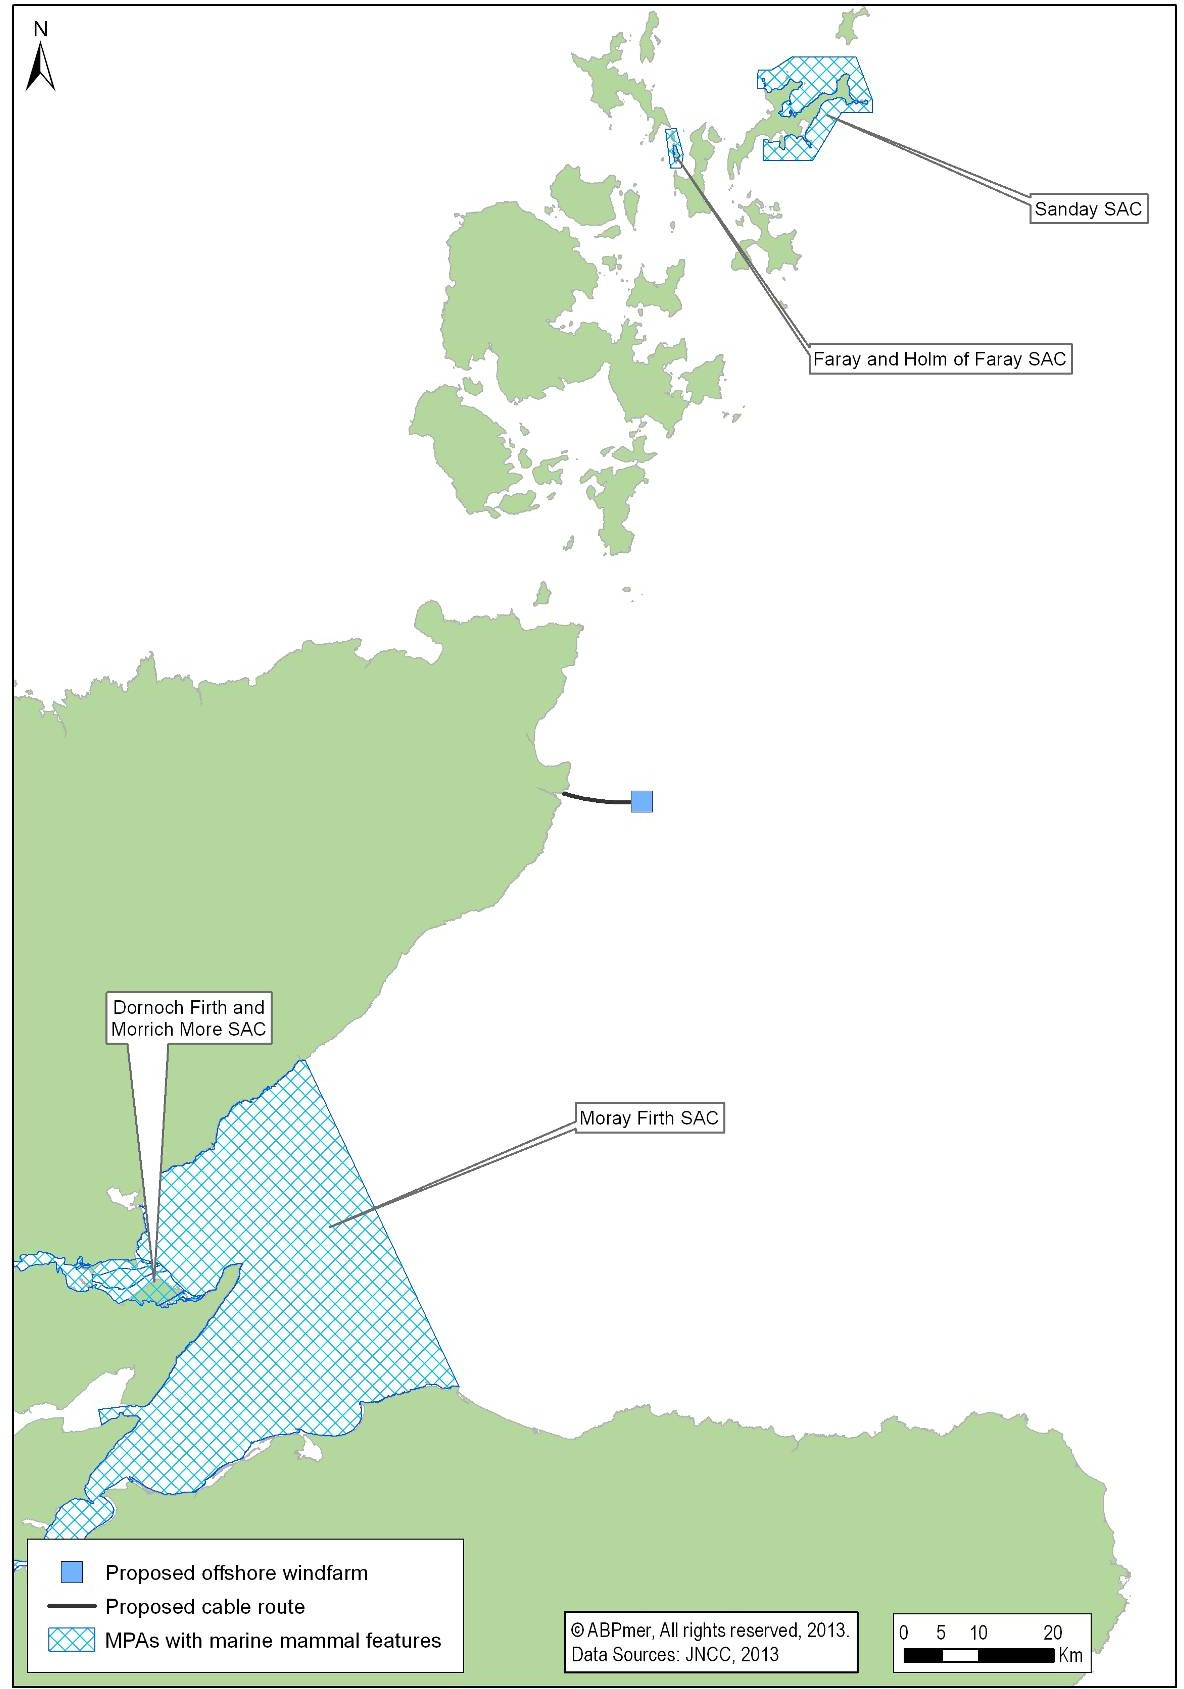 N
Sanday SAC
Faray and Holm of Faray SAC
Dornoch Firth and
Morrich More SAC
Moray Firth SAC
Proposed offshore windfarm
Proposed cable route
MPAs with marine mammal features
© ABPmer, All rights reserved, 2013.
Data Sources: JNCC, 2013
0 5 10 20
Km